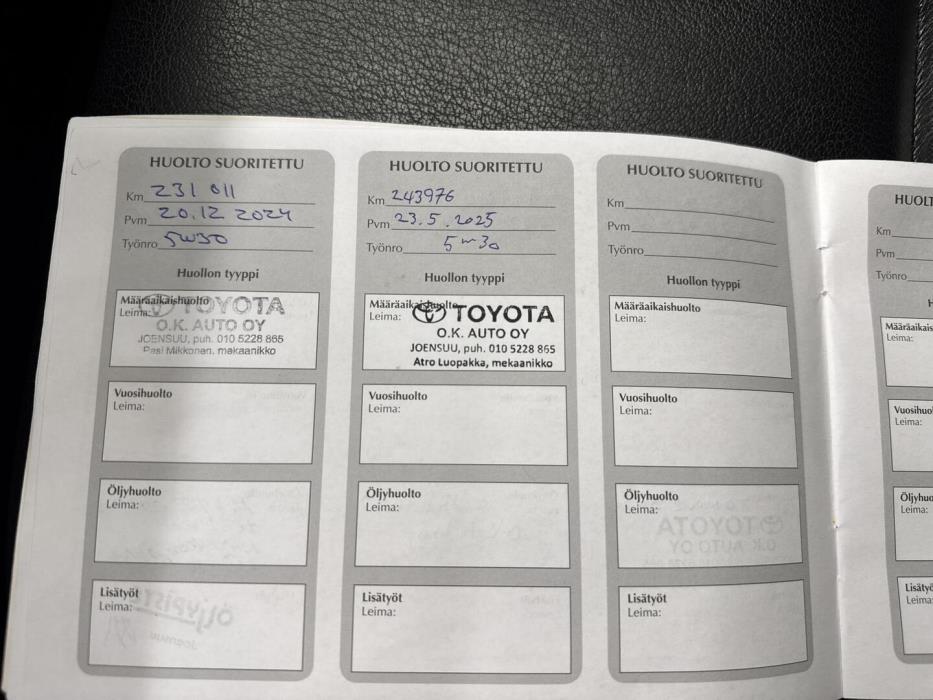 HUOLTO SUORITETTU
Km 231 011
Pvm 20.12 2024
Työnro 5W30
Huollon tyyppi
Määräaikaishuolto
Leima:
TOYOTA
O.K. AUTO OY
JOENSUU, puh. 010 5228 865
Pasi Mikkonen, mekaanikko
Vuosihuolto
Leima:
Öljyhuolto
Leima:
Lisätyöt
Leima:
HUOLTO SUORITETTU
Km 243976
Pvm 23.5.2025
Työnro 5w30
Huollon tyyppi
Määräaikaishuolto
Leima:
TOYOTA
O.K. AUTO OY
JOENSUU, puh. 010 5228 865
Atro Luopakka, mekaanikko
Vuosihuolto
Leima:
Öljyhuolto
Leima:
Lisätyöt
Leima:
HUOLTO SUORITETTU
Km
Pvm
Työnro
Huollon tyyppi
Määräaikaishuolto
Leima:
Vuosihuolto
Leima:
Öljyhuolto
Leima:
Lisätyöt
Leima:
HUOLT
Km
Pvm
Työnro
H
Määräaikais
Leima:
Vuosihuo
Leima:
Öljyhuo
Leima:
Lisätyö
Leima: